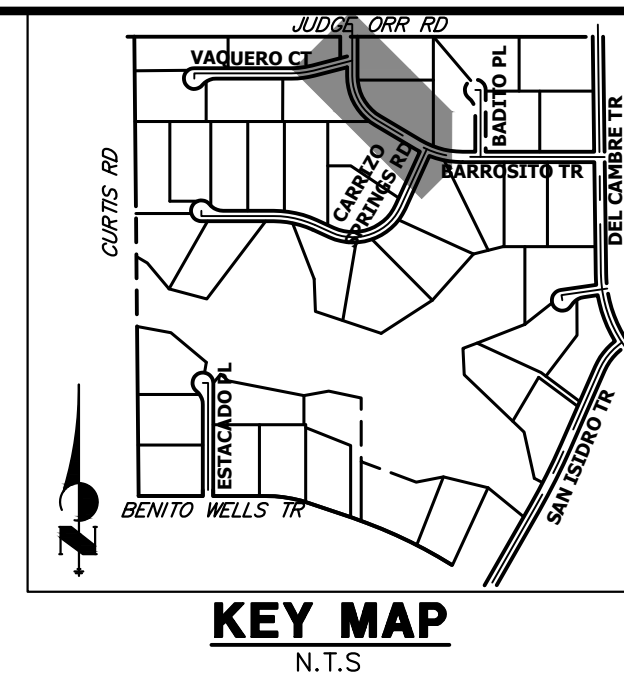 JUDGE ORR RD
VAQUERO CT
BADITO PL
CURTIS RD
CARRIZO
SPRINGS RD
BARROSITO TR
DEL CAMBRE TR
ESTACADO PL
SAN ISIDRO TR
BENITO WELLS TR
N
KEY MAP
N.T.S